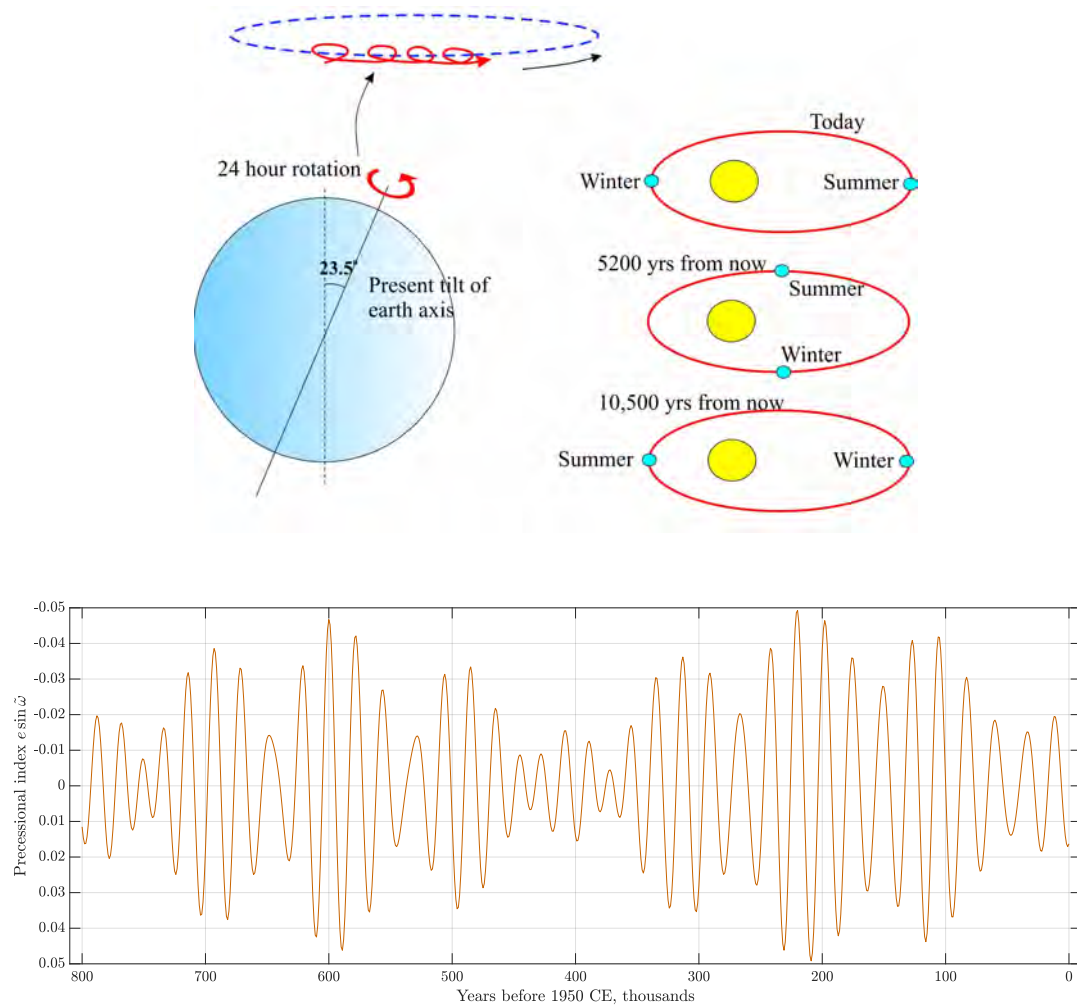 24 hour rotation
23.5°
Present tilt of
earth axis
Today
Winter
Summer
5200 yrs from now
Summer
Winter
10,500 yrs from now
Summer
Winter
-0.05
-0.04
-0.03
-0.02
-0.01
0
0.01
0.02
0.03
0.04
0.05
Precessional index e sin ω̃
800 700 600 500 400 300 200 100 0
Years before 1950 CE, thousands